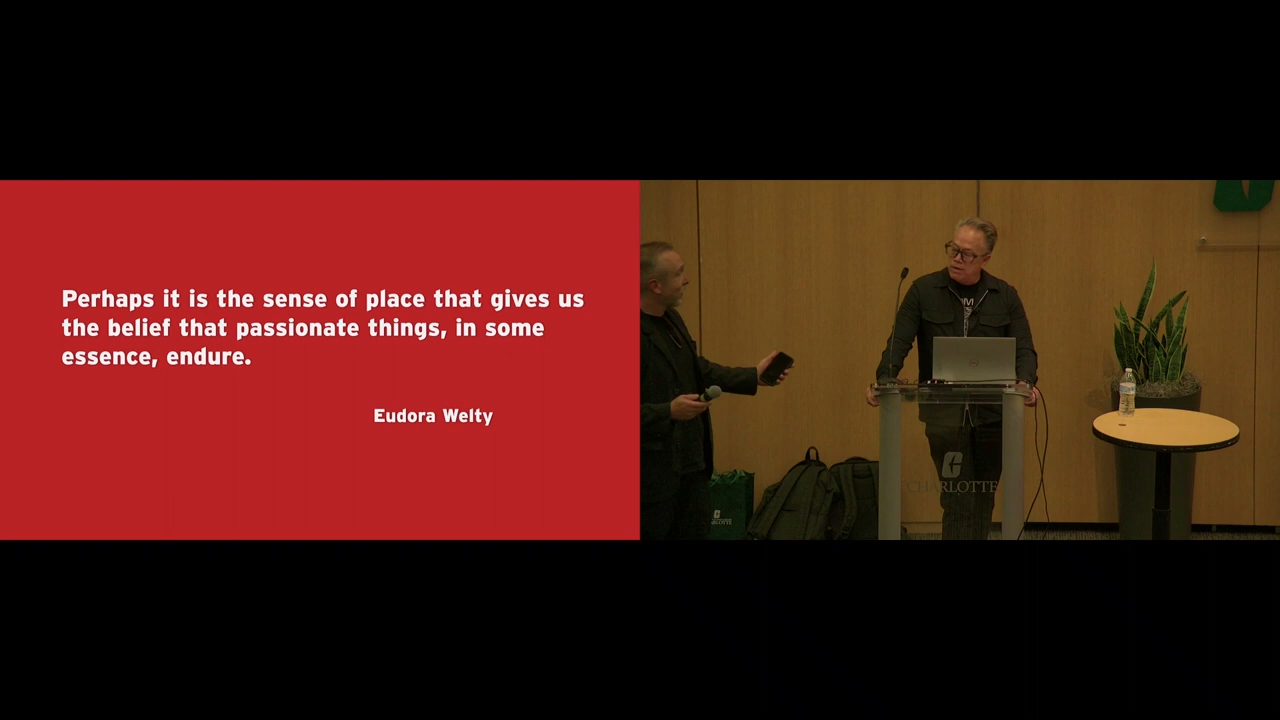 Perhaps it is the sense of place that gives us
the belief that passionate things, in some
essence, endure.
Eudora Welty
CHARLOTTE
CHARLOTTE